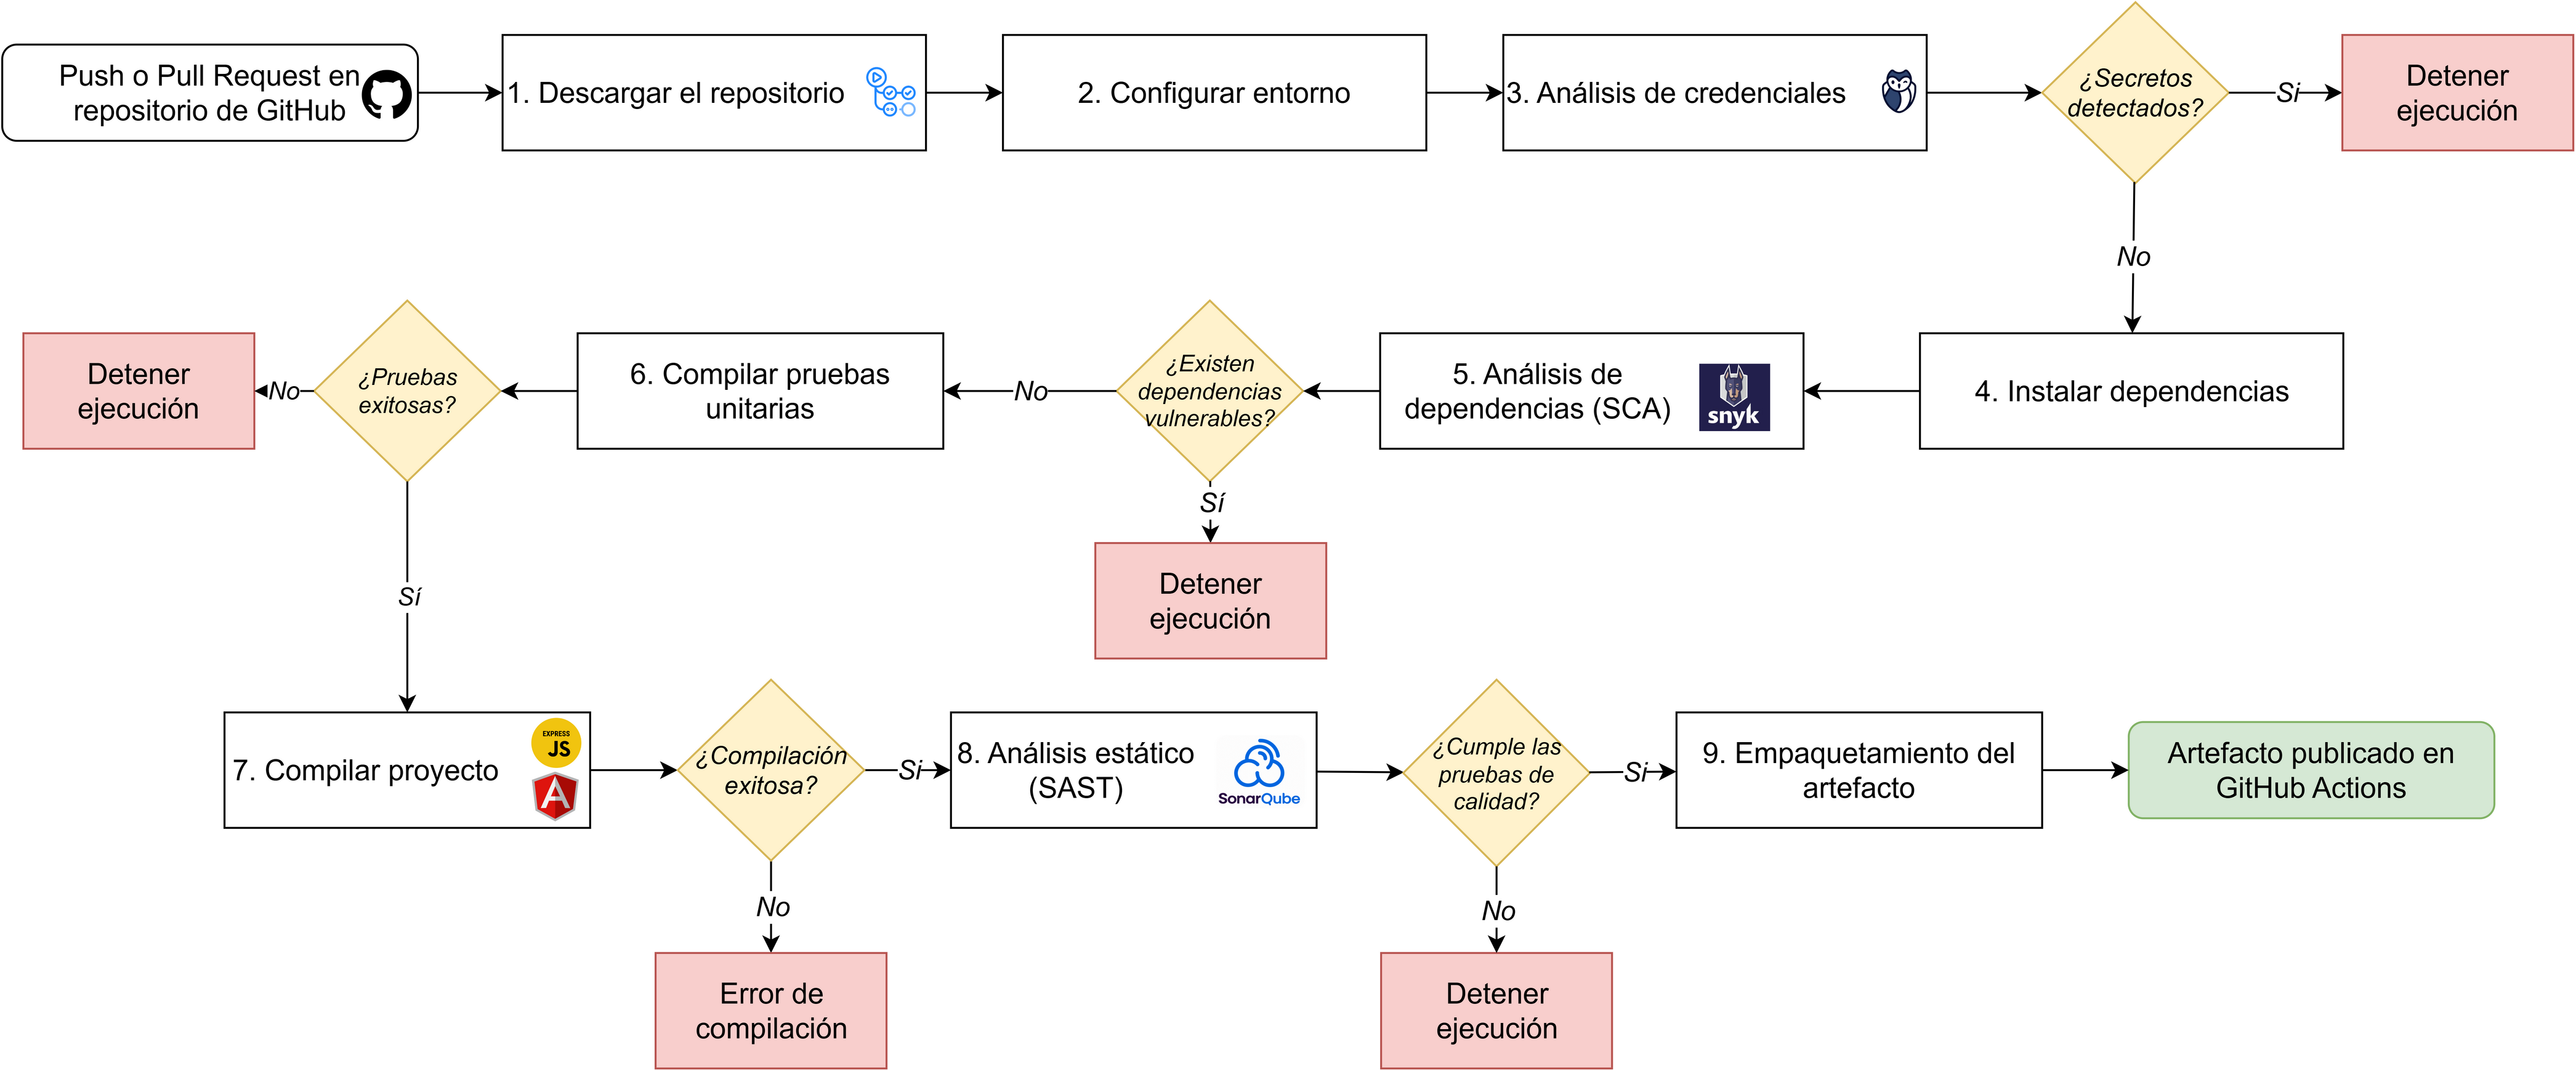 Push o Pull Request en
repositorio de GitHub
1. Descargar el repositorio
2. Configurar entorno
3. Análisis de credenciales
¿Secretos
detectados?
Si
Detener
ejecución
No
4. Instalar dependencias
5. Análisis de
dependencias (SCA)
snyk
¿Existen
dependencias
vulnerables?
No
Sí
Detener
ejecución
6. Compilar pruebas
unitarias
¿Pruebas
exitosas?
No
Detener
ejecución
Sí
7. Compilar proyecto
EXPRESS
JS
A
¿Compilación
exitosa?
Si
No
Error de
compilación
8. Análisis estático
(SAST)
SonarQube
¿Cumple las
pruebas de
calidad?
Si
No
Detener
ejecución
9. Empaquetamiento del
artefacto
Artefacto publicado en
GitHub Actions